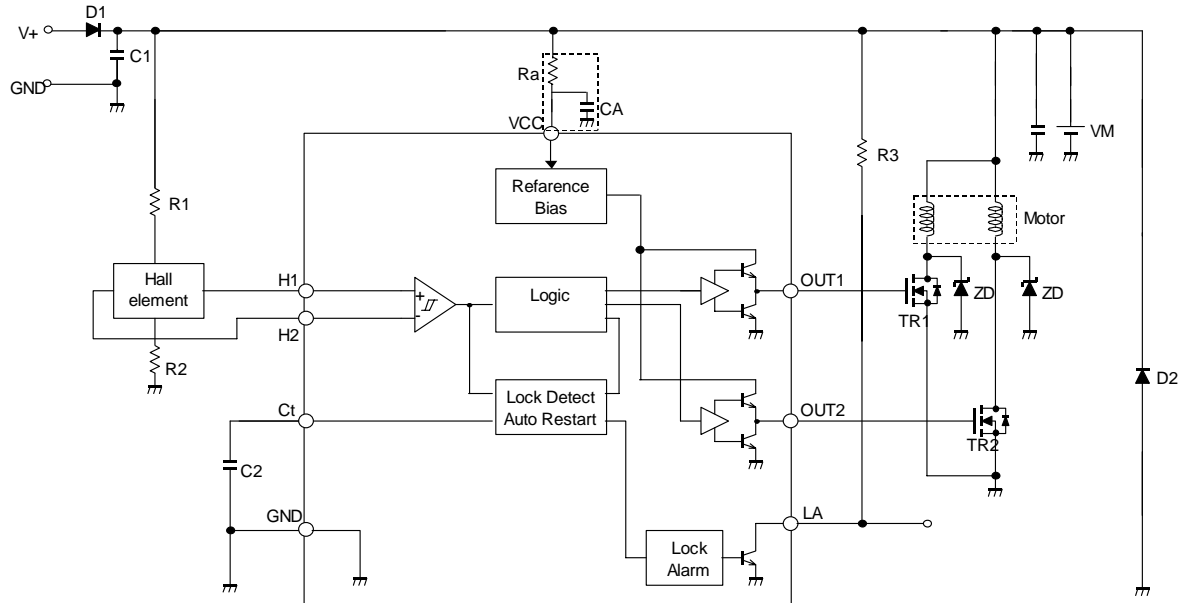 D1
V+
C1
GND
Ra
CA
VCC
VM
R3
R1
Refarence
Bias
Motor
Hall
element
H1
H2
+
-
Logic
OUT1
ZD
ZD
TR1
R2
D2
Ct
Lock Detect
Auto Restart
OUT2
TR2
C2
GND
LA
Lock
Alarm